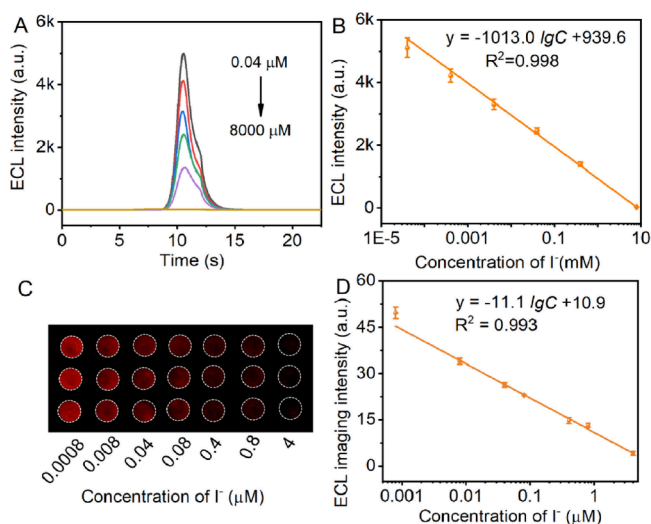 A
0.04 μM
8000 μM
ECL intensity (a.u.)
6k
4k
2k
0
0
5
10
15
20
Time (s)
B
y = -1013.0 lgC +939.6
R²=0.998
ECL intensity (a.u.)
6k
4k
2k
0
1E-5
0.001
0.1
10
Concentration of I⁻(mM)
C
0.0008
0.008
0.04
0.08
0.4
0.8
4
Concentration of I⁻ (μM)
D
y = -11.1 lgC +10.9
R² = 0.993
ECL imaging intensity (a.u.)
60
45
30
15
0
0.001
0.01
0.1
1
Concentration of I⁻ (μM)